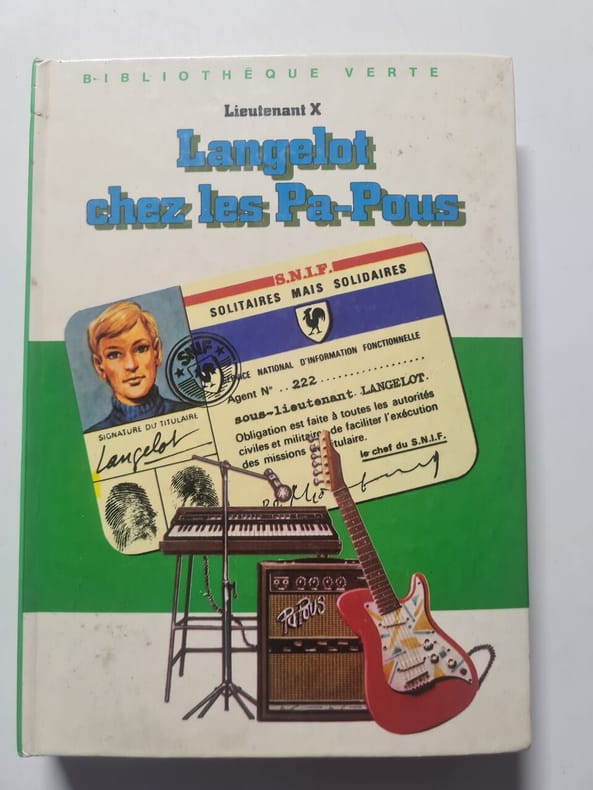 BIBLIOTHÈQUE VERTE
Lieutenant X
Langelot
chez les Pa-Pous
S.N.I.F.
SOLITAIRES MAIS SOLIDAIRES
SNIF
SERVICE NATIONAL D'INFORMATION FONCTIONNELLE
Agent N° ..222..................
sous-lieutenant LANGELOT.
Obligation est faite à toutes les autorités
civiles et militaires de faciliter l'exécution
des missions du titulaire.
le chef du S.N.I.F.
SIGNATURE DU TITULAIRE
Langelot
Pa-Pous